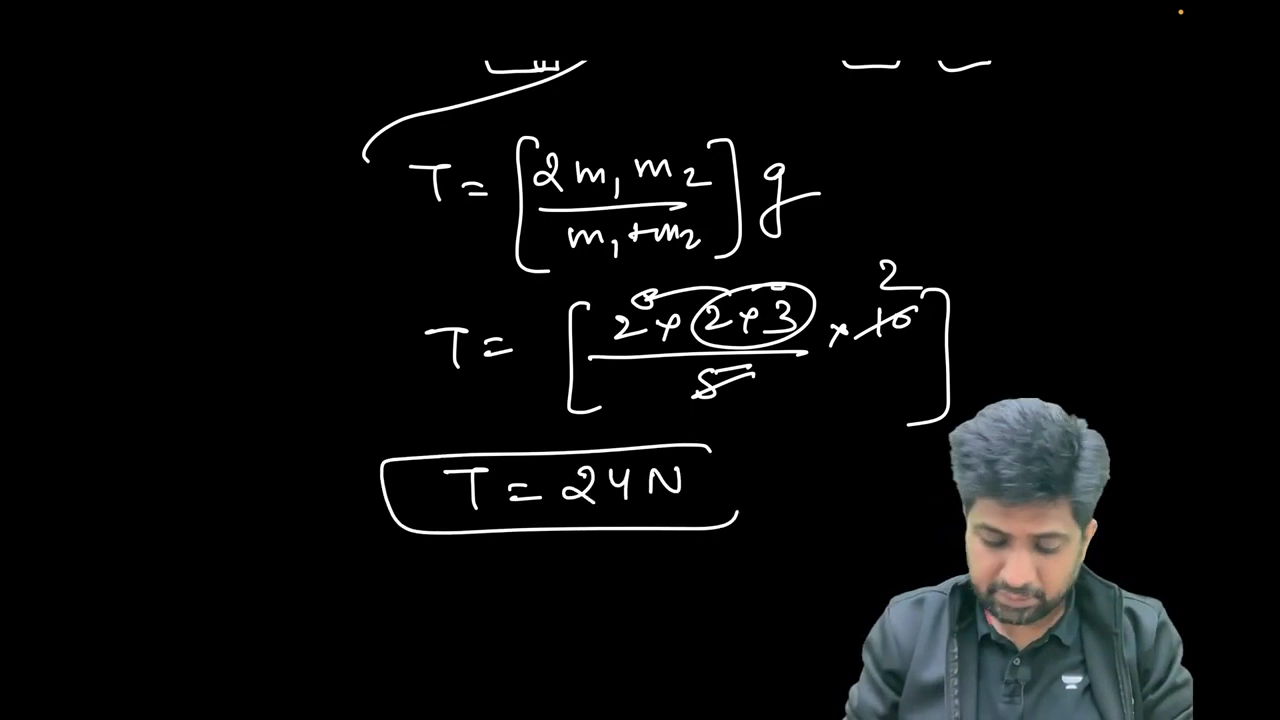 T = [2m₁m₂ / m₁+m₂] g
T = [2×2×3 / 5 × 10 2]
T = 24N